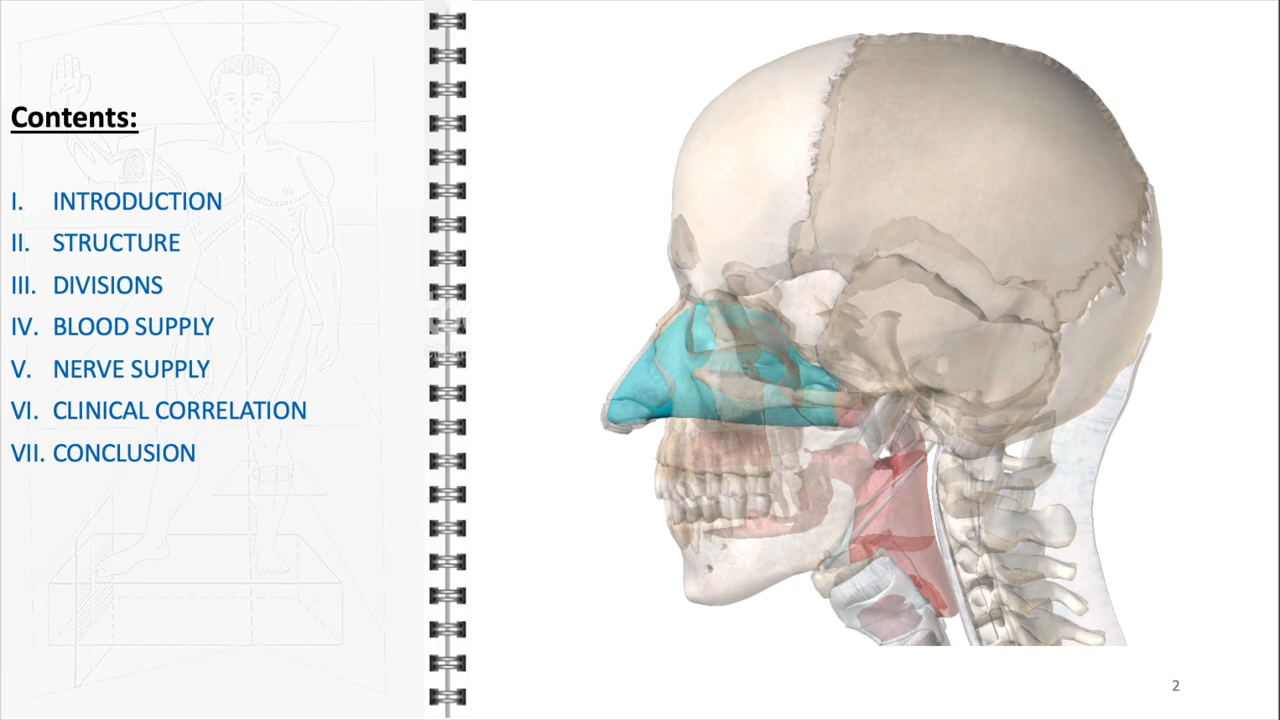 Contents:
I. INTRODUCTION
II. STRUCTURE
III. DIVISIONS
IV. BLOOD SUPPLY
V. NERVE SUPPLY
VI. CLINICAL CORRELATION
VII. CONCLUSION
2